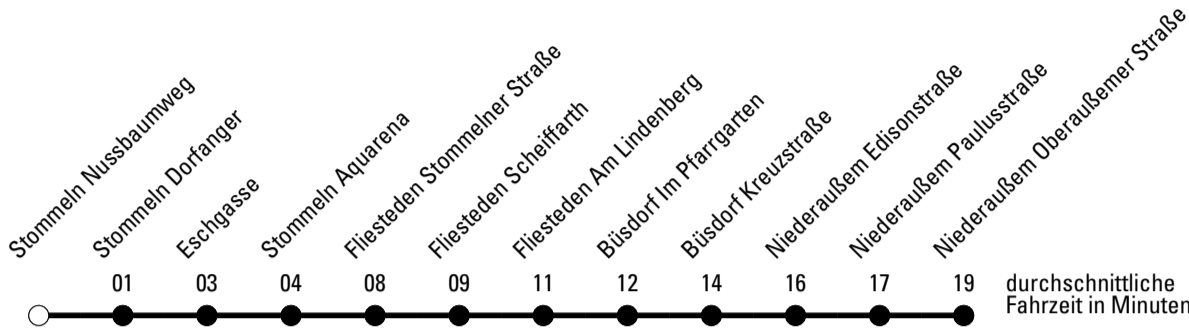 Stommeln Nussbaumweg
Stommeln Dorfanger
Eschgasse
Stommeln Aquarena
Fliesteden Stommelner Straße
Fliesteden Scheiffarth
Fliesteden Am Lindenberg
Büsdorf Im Pfarrgarten
Büsdorf Kreuzstraße
Niederaußem Edisonstraße
Niederaußem Paulusstraße
Niederaußem Oberaußemer Straße
01 03 04 08 09 11 12 14 16 17 19 durchschnittliche
Fahrzeit in Minuten